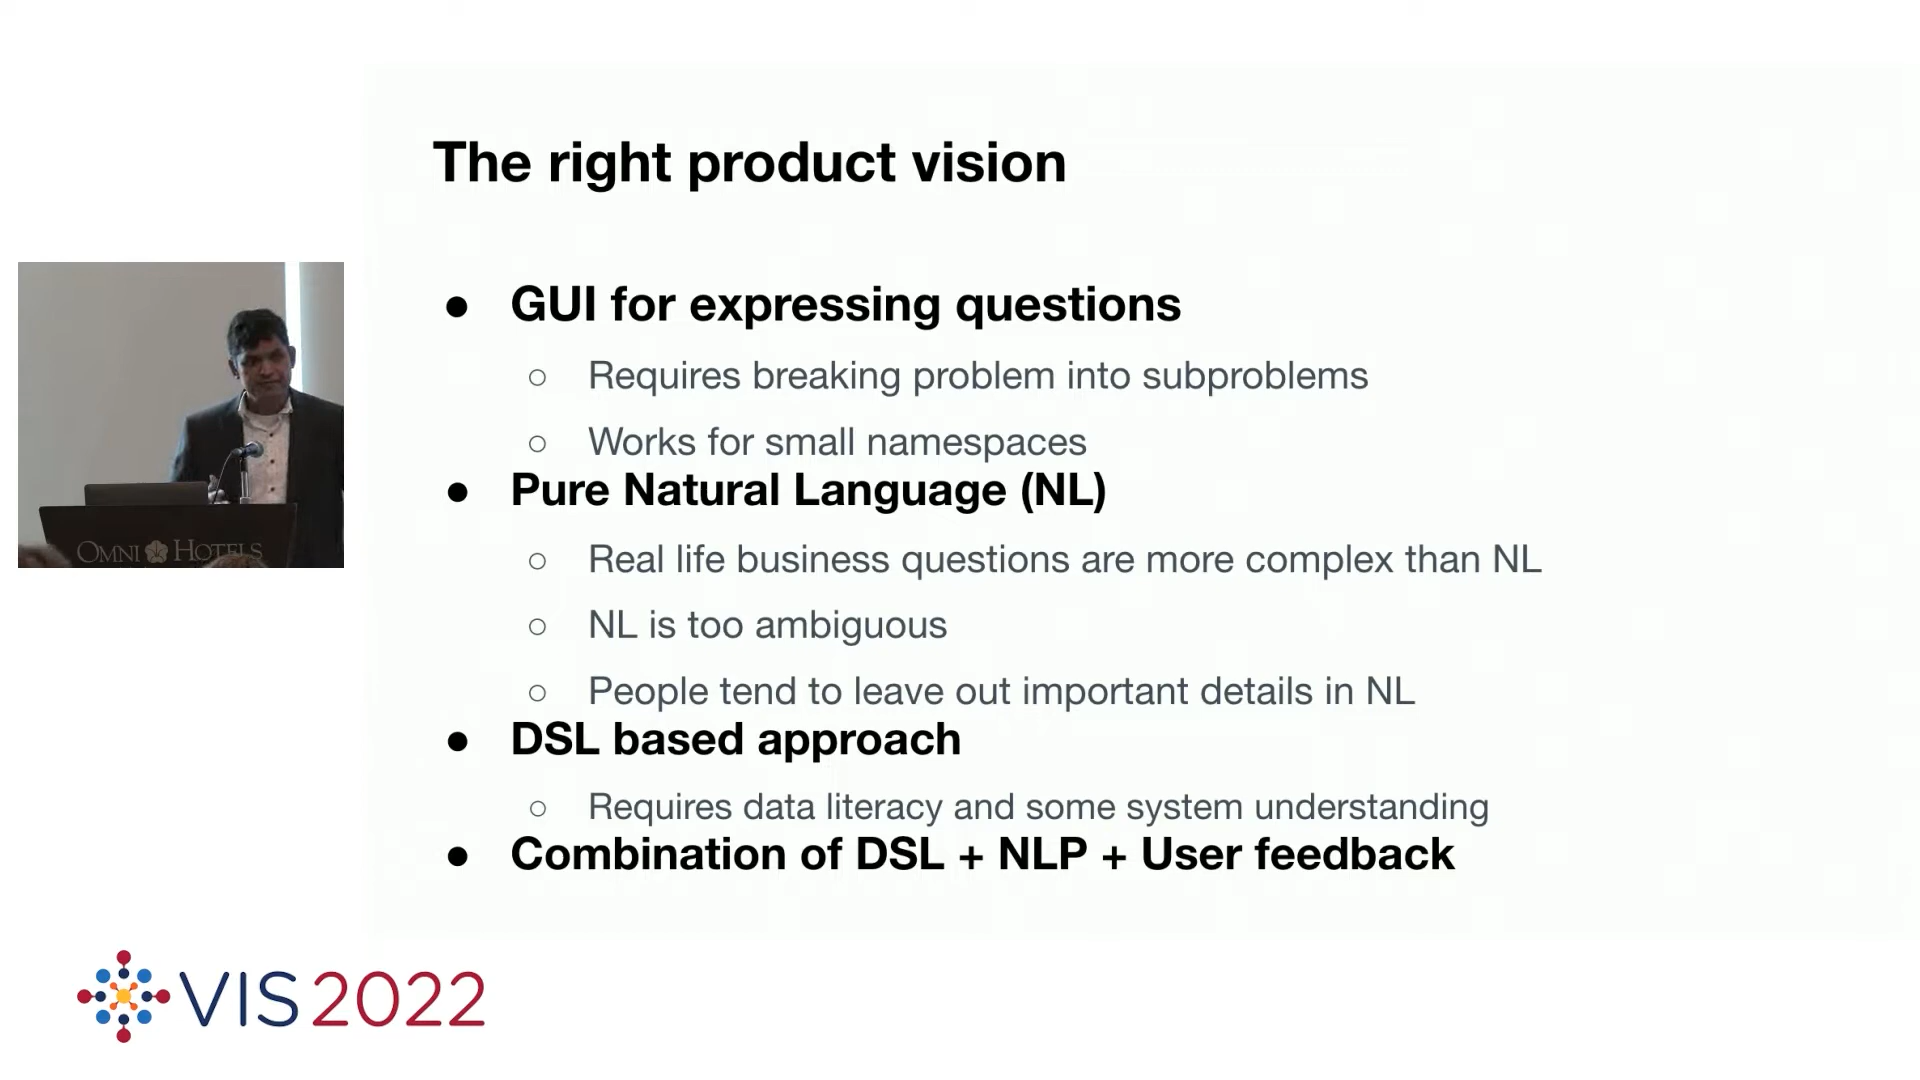 The right product vision
● GUI for expressing questions
○ Requires breaking problem into subproblems
○ Works for small namespaces
● Pure Natural Language (NL)
○ Real life business questions are more complex than NL
○ NL is too ambiguous
○ People tend to leave out important details in NL
● DSL based approach
○ Requires data literacy and some system understanding
● Combination of DSL + NLP + User feedback
OMNI HOTELS
VIS2022